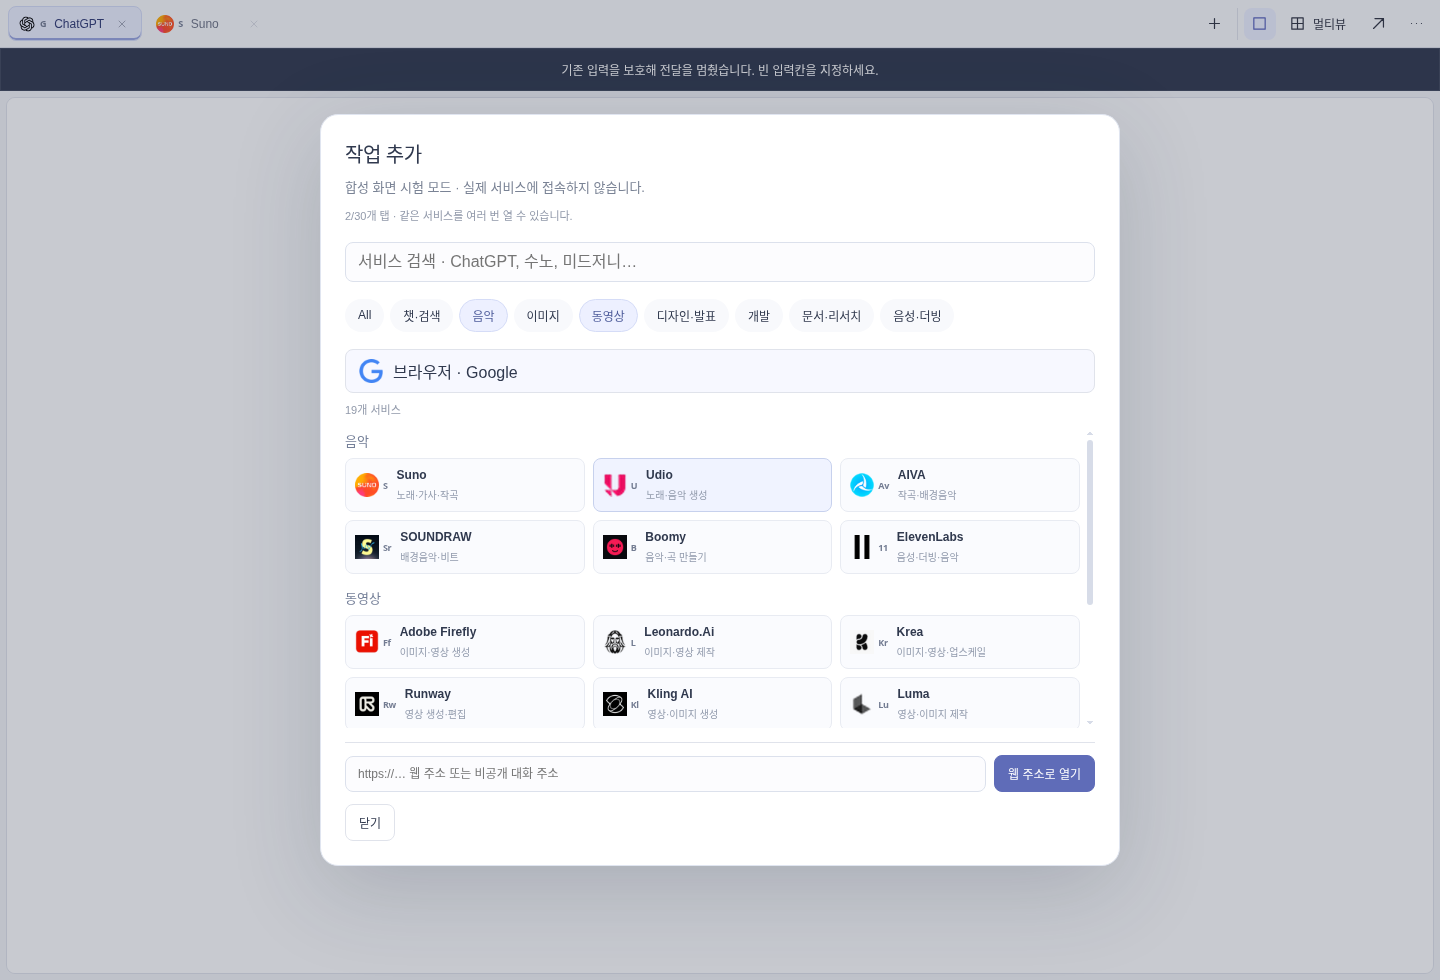 G ChatGPT
SUNO S Suno
멀티뷰
기존 입력을 보호해 전달을 멈췄습니다. 빈 입력칸을 지정하세요.
작업 추가
합성 화면 시험 모드 · 실제 서비스에 접속하지 않습니다.
2/30개 탭 · 같은 서비스를 여러 번 열 수 있습니다.
서비스 검색 · ChatGPT, 수노, 미드저니…
All 챗·검색 음악 이미지 동영상 디자인·발표 개발 문서·리서치 음성·더빙
브라우저 · Google
19개 서비스
음악
SUNO S Suno
노래·가사·작곡
U Udio
노래·음악 생성
Av AIVA
작곡·배경음악
S Sr SOUNDRAW
배경음악·비트
B Boomy
음악·곡 만들기
11 ElevenLabs
음성·더빙·음악
동영상
Fi Ff Adobe Firefly
이미지·영상 생성
L Leonardo.Ai
이미지·영상 제작
Kr Krea
이미지·영상·업스케일
R Rw Runway
영상 생성·편집
Kl Kling AI
영상·이미지 생성
Lu Luma
영상·이미지 제작
https://… 웹 주소 또는 비공개 대화 주소
웹 주소로 열기
닫기